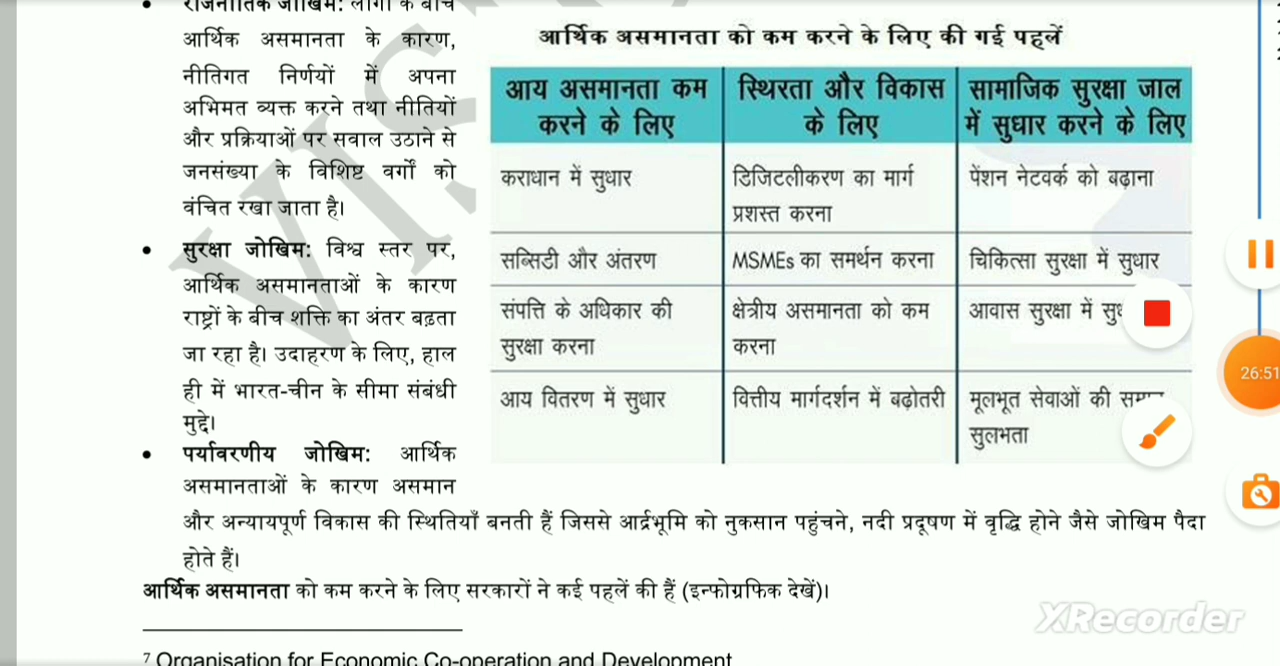 राजनीतिक जोखिम: लोगों के बीच
आर्थिक असमानता के कारण,
नीतिगत निर्णयों में अपना
अभिमत व्यक्त करने तथा नीतियों
और प्रक्रियाओं पर सवाल उठाने से
जनसंख्या के विशिष्ट वर्गों को
वंचित रखा जाता है।
सुरक्षा जोखिम: विश्व स्तर पर,
आर्थिक असमानताओं के कारण
राष्ट्रों के बीच शक्ति का अंतर बढ़ता
जा रहा है। उदाहरण के लिए, हाल
ही में भारत-चीन के सीमा संबंधी
मुद्दे।
पर्यावरणीय जोखिम: आर्थिक
असमानताओं के कारण असमान
और अन्यायपूर्ण विकास की स्थितियाँ बनती हैं जिससे आर्द्रभूमि को नुकसान पहुंचने, नदी प्रदूषण में वृद्धि होने जैसे जोखिम पैदा
होते हैं।
आर्थिक असमानता को कम करने के लिए की गई पहलें
आय असमानता कम
करने के लिए
स्थिरता और विकास
के लिए
सामाजिक सुरक्षा जाल
में सुधार करने के लिए
कराधान में सुधार
डिजिटलीकरण का मार्ग
प्रशस्त करना
पेंशन नेटवर्क को बढ़ाना
सब्सिडी और अंतरण
MSMEs का समर्थन करना
चिकित्सा सुरक्षा में सुधार
संपत्ति के अधिकार की
सुरक्षा करना
क्षेत्रीय असमानता को कम
करना
आवास सुरक्षा में
आय वितरण में सुधार
वित्तीय मार्गदर्शन में बढ़ोतरी
मूलभूत सेवाओं की
सुलभता
आर्थिक असमानता को कम करने के लिए सरकारों ने कई पहलें की हैं (इन्फोग्रफिक देखें)।
7 Organisation for Economic Co-operation and Development
26:51
XRecorder